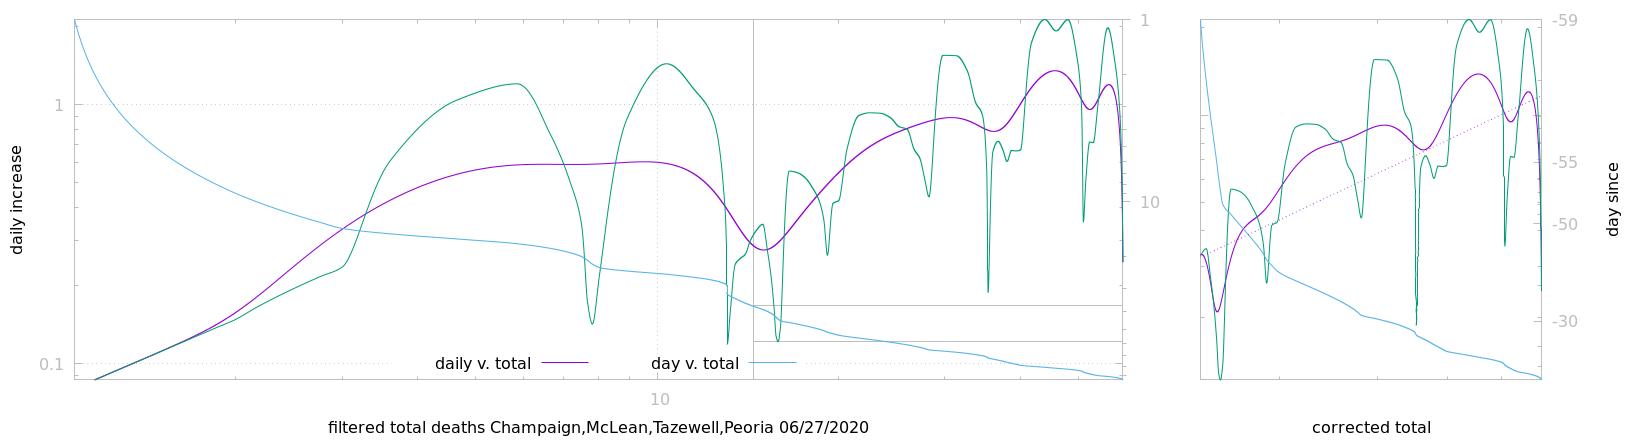 1
0.1
daily increase
daily v. total
day v. total
10
filtered total deaths Champaign,McLean,Tazewell,Peoria 06/27/2020
1
10
-59
-55
-50
-30
day since
corrected total